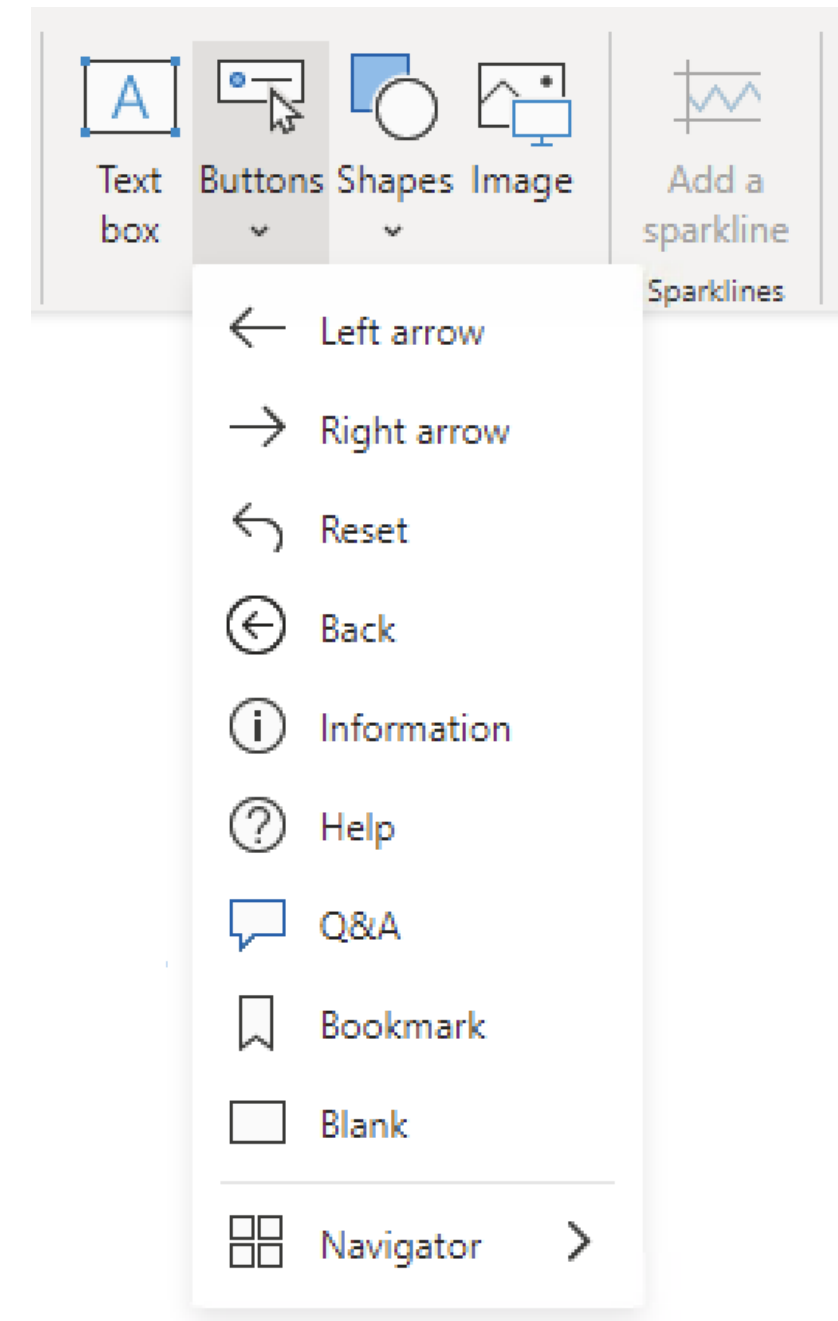 Text
box
Buttons
Shapes
Image
Add a
sparkline
Sparklines
Left arrow
Right arrow
Reset
Back
Information
Help
Q&A
Bookmark
Blank
Navigator